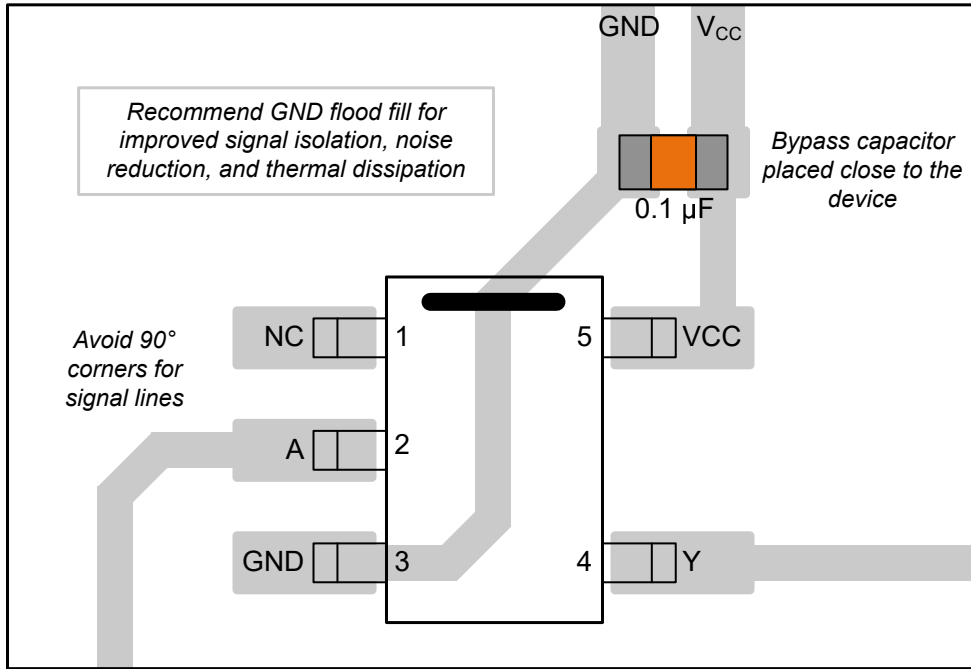 GND
V_CC
Recommend GND flood fill for
improved signal isolation, noise
reduction, and thermal dissipation
Bypass capacitor
placed close to the
device
0.1 µF
Avoid 90°
corners for
signal lines
NC
1
5
VCC
A
2
GND
3
4
Y